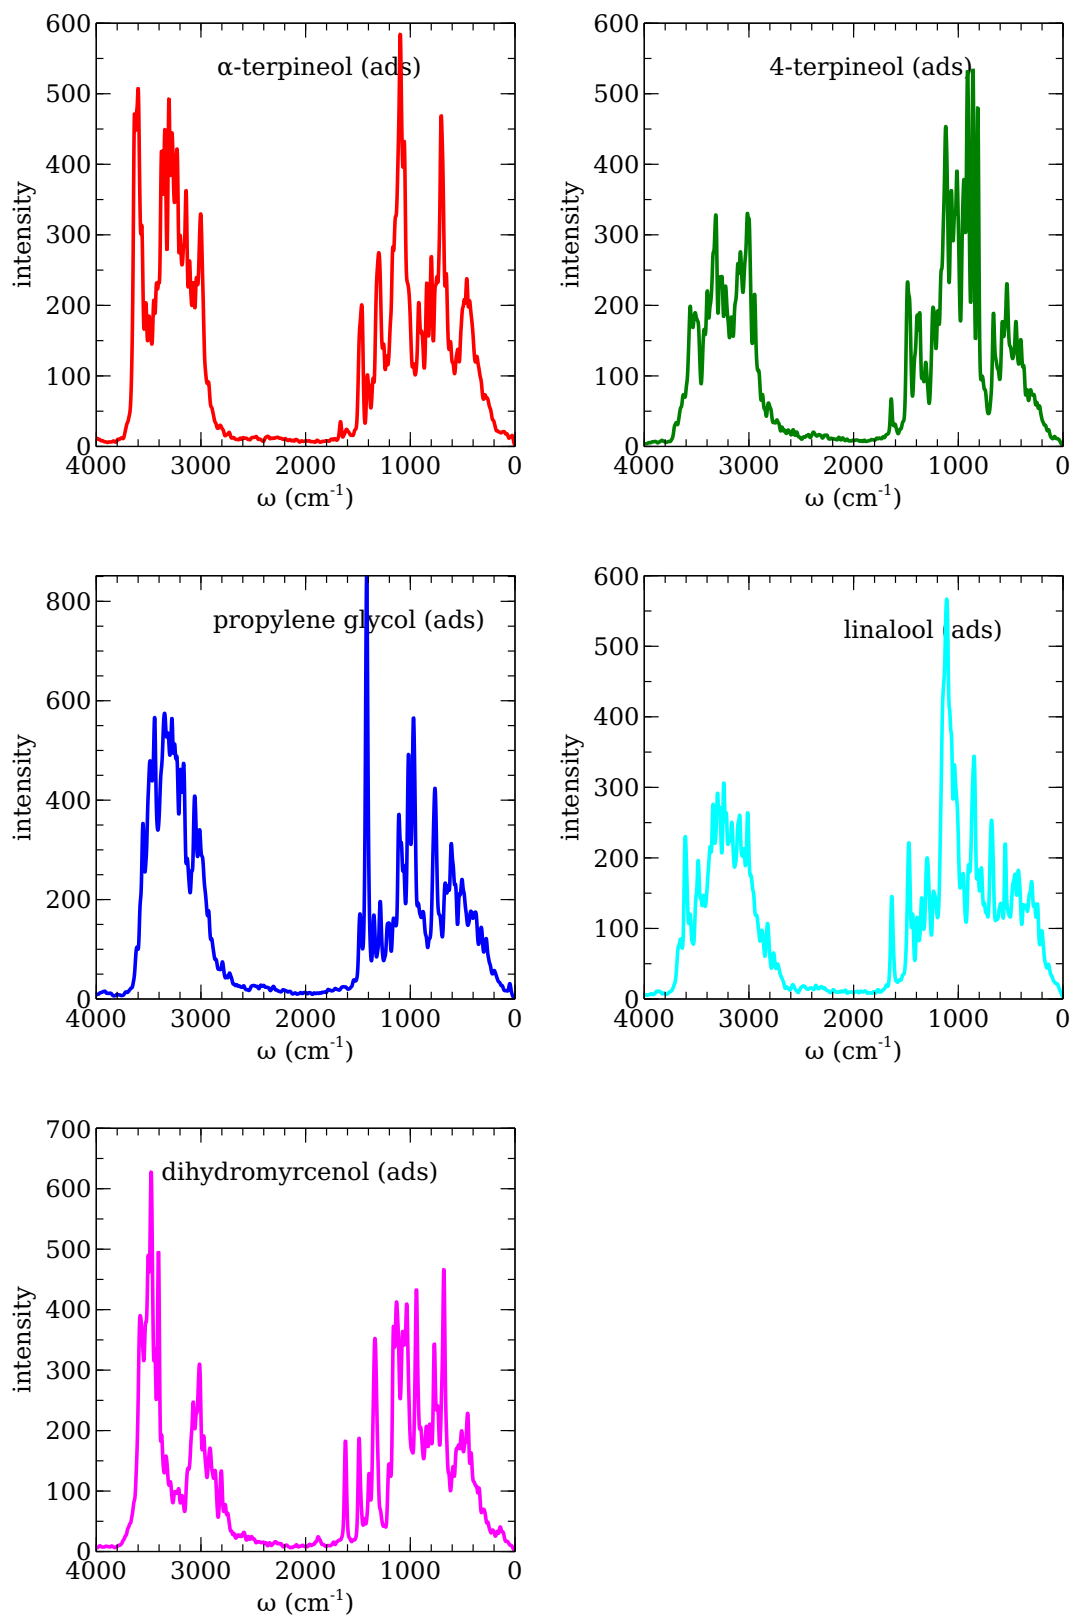 α-terpineol (ads)
600
500
400
300
200
100
0
intensity
4000 3000 2000 1000 0
ω (cm-1)
4-terpineol (ads)
600
500
400
300
200
100
0
intensity
4000 3000 2000 1000 0
ω (cm-1)
propylene glycol (ads)
800
600
400
200
0
intensity
4000 3000 2000 1000 0
ω (cm-1)
linalool (ads)
600
500
400
300
200
100
0
intensity
4000 3000 2000 1000 0
ω (cm-1)
dihydromyrcenol (ads)
700
600
500
400
300
200
100
0
intensity
4000 3000 2000 1000 0
ω (cm-1)